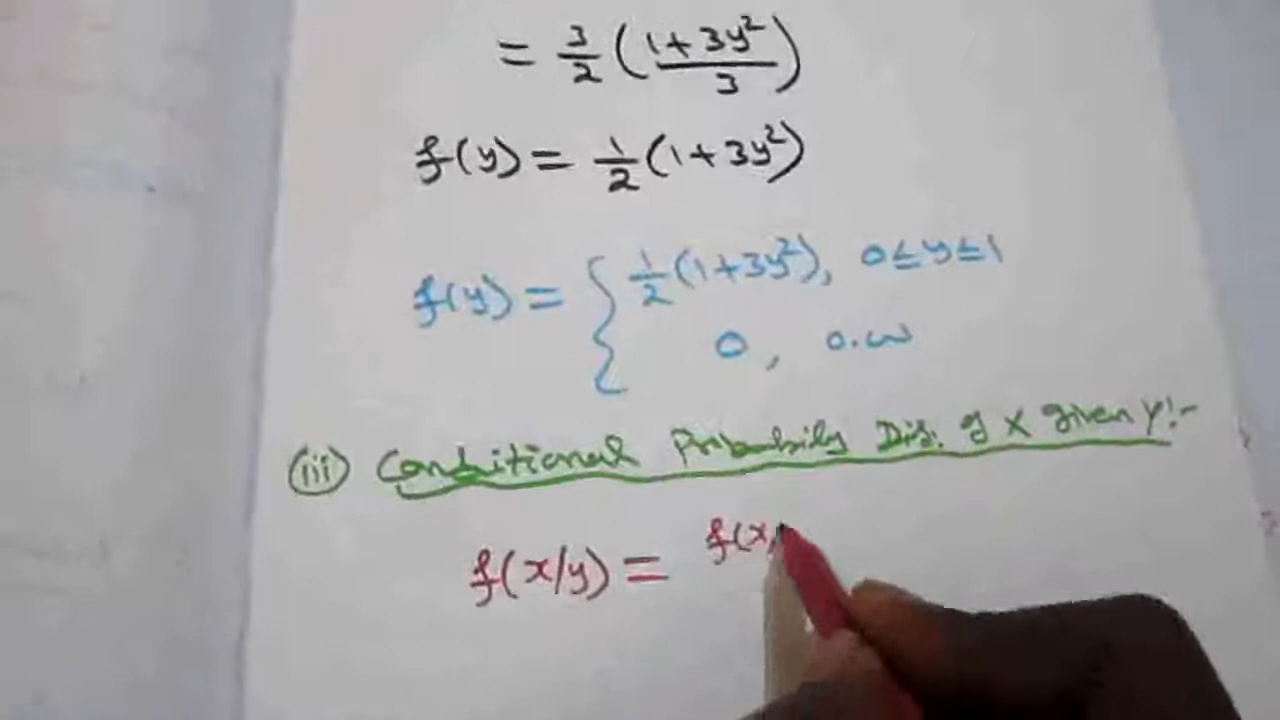 = 3/2 ( (1+3y²)/3 )
f(y) = 1/2 (1+3y²)
f(y) = { 1/2 (1+3y²), 0≤y≤1
0 , o.w
(iii) Conditional Probabiliy Dis. of X given Y:-
f(x/y) = f(x,